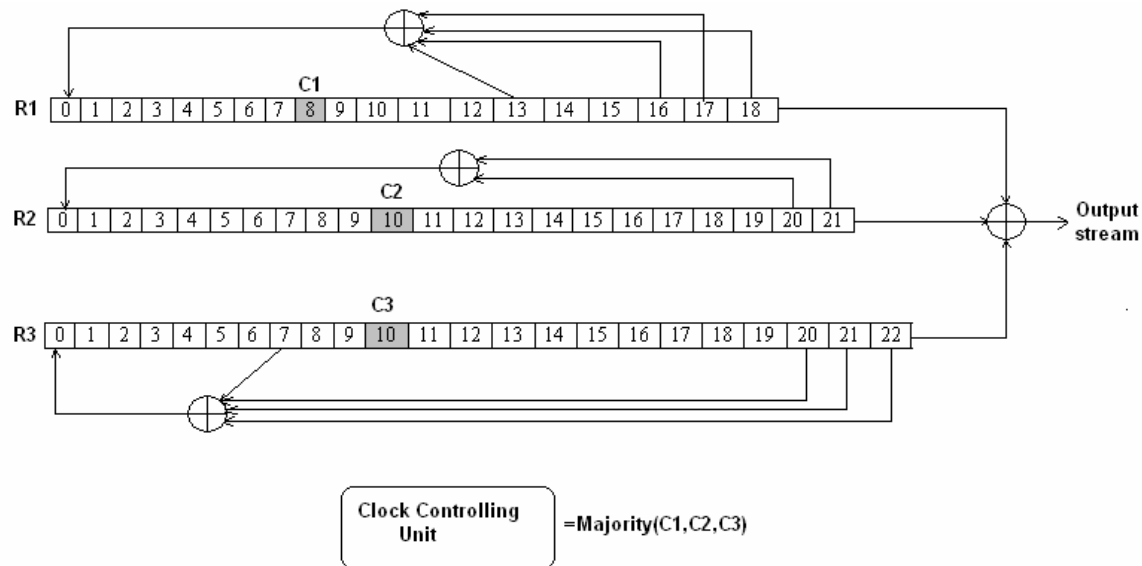 C1
R1 0 1 2 3 4 5 6 7 8 9 10 11 12 13 14 15 16 17 18
C2
R2 0 1 2 3 4 5 6 7 8 9 10 11 12 13 14 15 16 17 18 19 20 21
Output
stream
C3
R3 0 1 2 3 4 5 6 7 8 9 10 11 12 13 14 15 16 17 18 19 20 21 22
Clock Controlling
Unit
=Majority(C1,C2,C3)